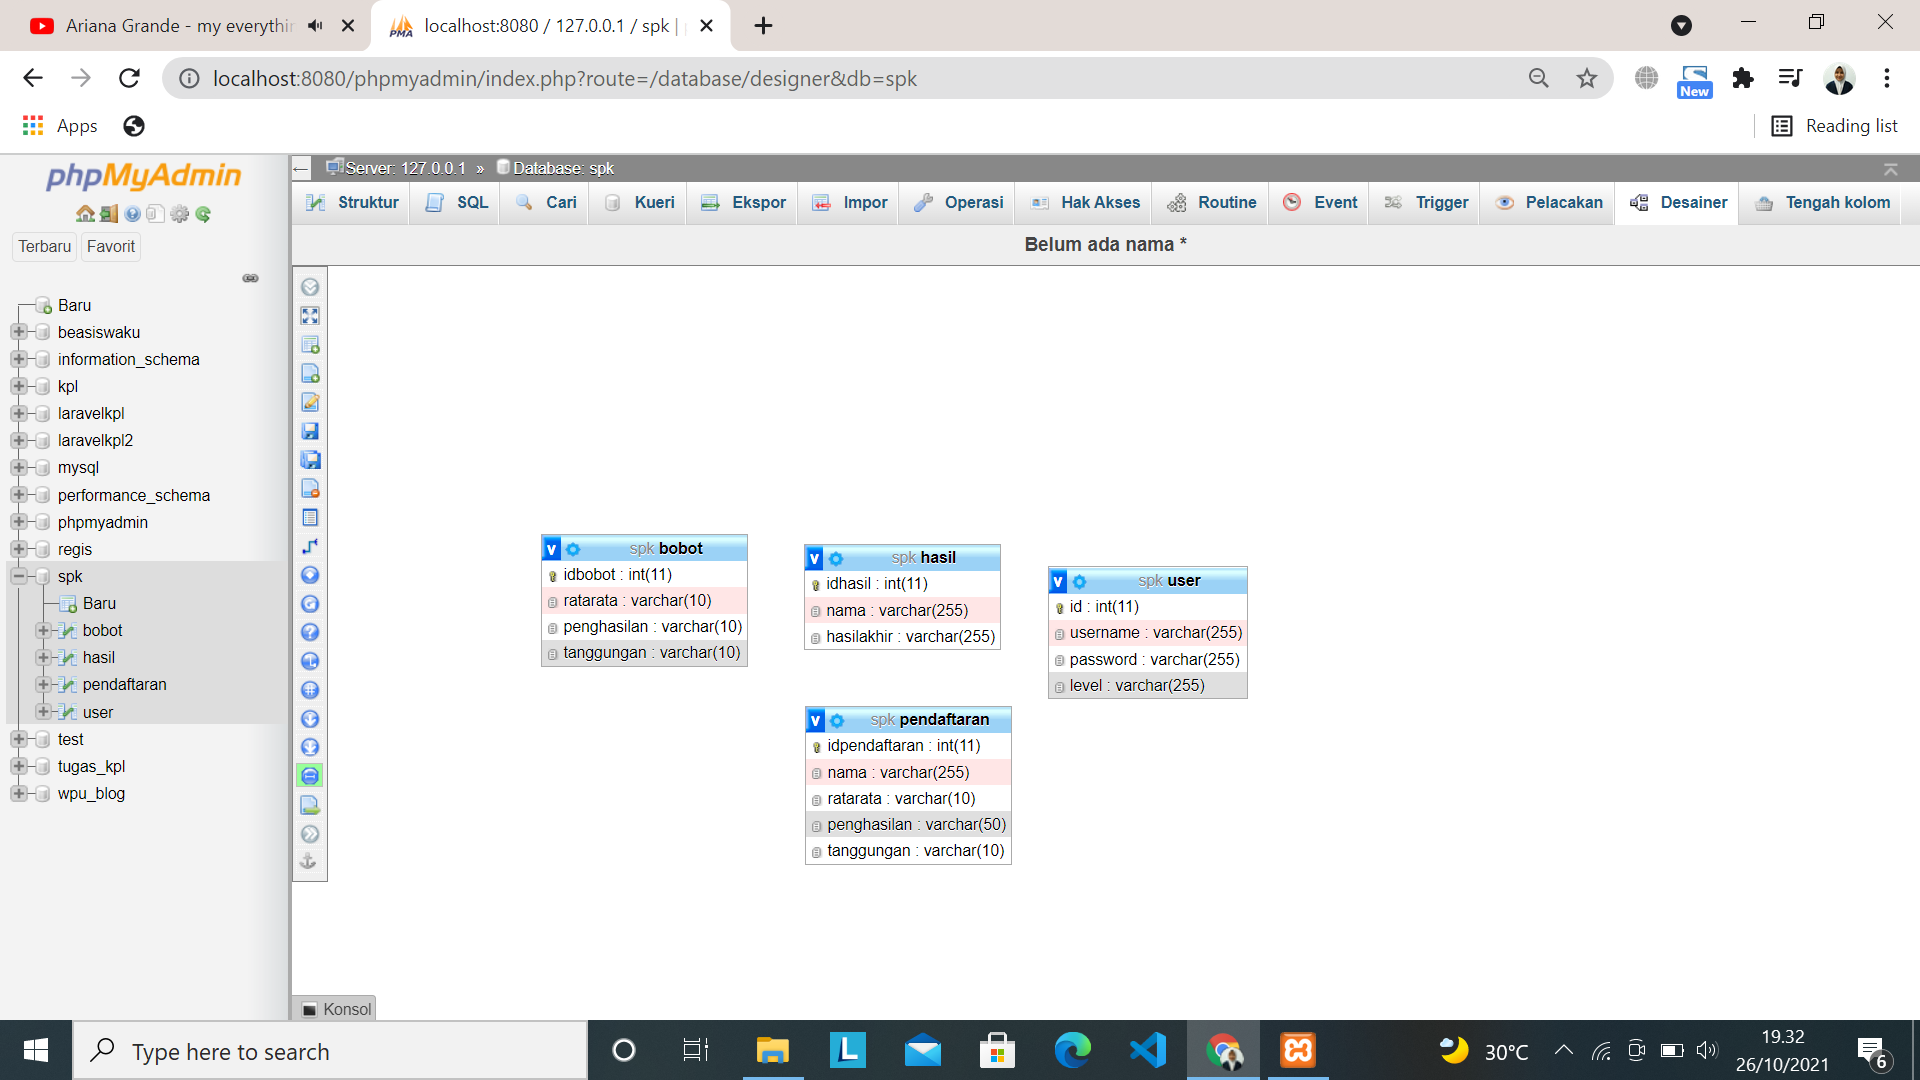 Ariana Grande - my everythin
localhost:8080 / 127.0.0.1 / spk |
localhost:8080/phpmyadmin/index.php?route=/database/designer&db=spk
New
Apps
Reading list
phpMyAdmin
Terbaru
Favorit
Baru
beasiswaku
information_schema
kpl
laravelkpl
laravelkpl2
mysql
performance_schema
phpmyadmin
regis
spk
Baru
bobot
hasil
pendaftaran
user
test
tugas_kpl
wpu_blog
Server: 127.0.0.1 » Database: spk
Struktur
SQL
Cari
Kueri
Ekspor
Impor
Operasi
Hak Akses
Routine
Event
Trigger
Pelacakan
Desainer
Tengah kolom
Belum ada nama *
v spk bobot
idbobot : int(11)
ratarata : varchar(10)
penghasilan : varchar(10)
tanggungan : varchar(10)
v spk hasil
idhasil : int(11)
nama : varchar(255)
hasilakhir : varchar(255)
v spk user
id : int(11)
username : varchar(255)
password : varchar(255)
level : varchar(255)
v spk pendaftaran
idpendaftaran : int(11)
nama : varchar(255)
ratarata : varchar(10)
penghasilan : varchar(50)
tanggungan : varchar(10)
Konsol
Type here to search
L
30°C
19.32
26/10/2021
6